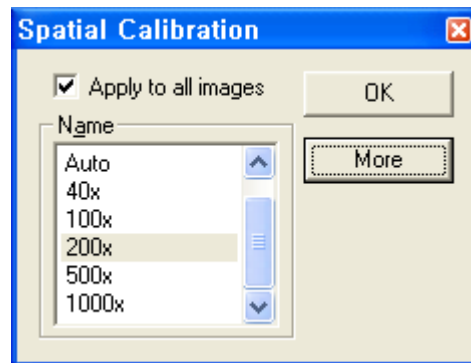 Spatial Calibration
Apply to all images
OK
Name
More
Auto
40x
100x
200x
500x
1000x